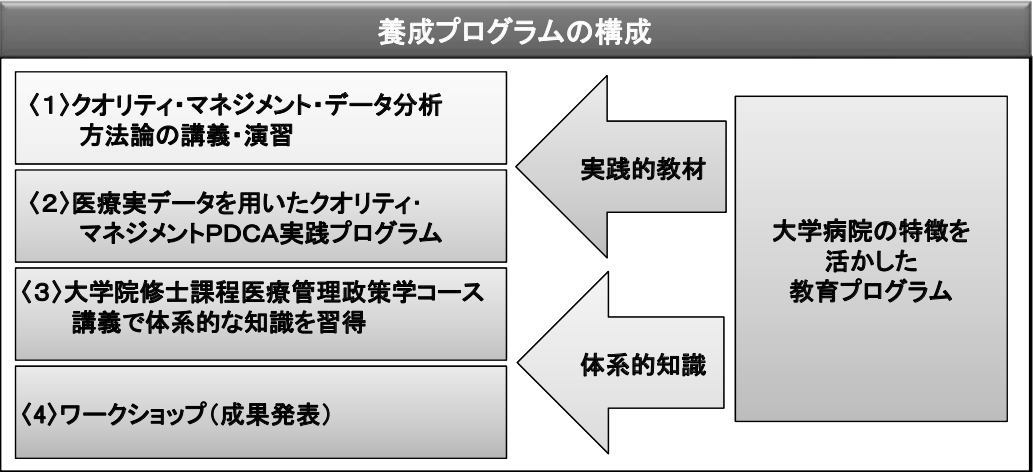 養成プログラムの構成
〈１〉クオリティ・マネジメント・データ分析
方法論の講義・演習
〈２〉医療実データを用いたクオリティ・
マネジメントＰＤＣＡ実践プログラム
〈３〉大学院修士課程医療管理政策学コース
講義で体系的な知識を習得
〈４〉ワークショップ（成果発表）
実践的教材
体系的知識
大学病院の特徴を
活かした
教育プログラム